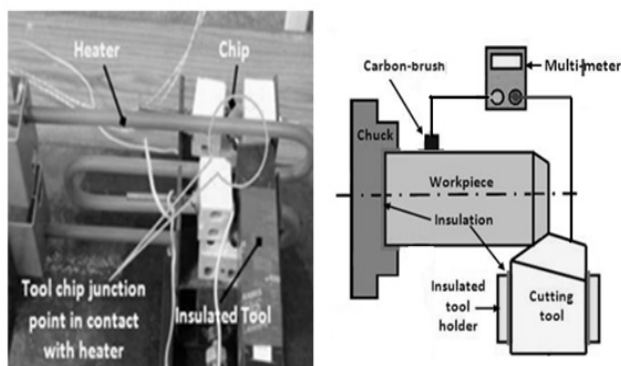 Heater
Chip
Tool chip junction
point in contact
with heater
Insulated Tool
Carbon-brush
Multi-meter
Chuck
Workpiece
Insulation
Insulated
tool
holder
Cutting
tool